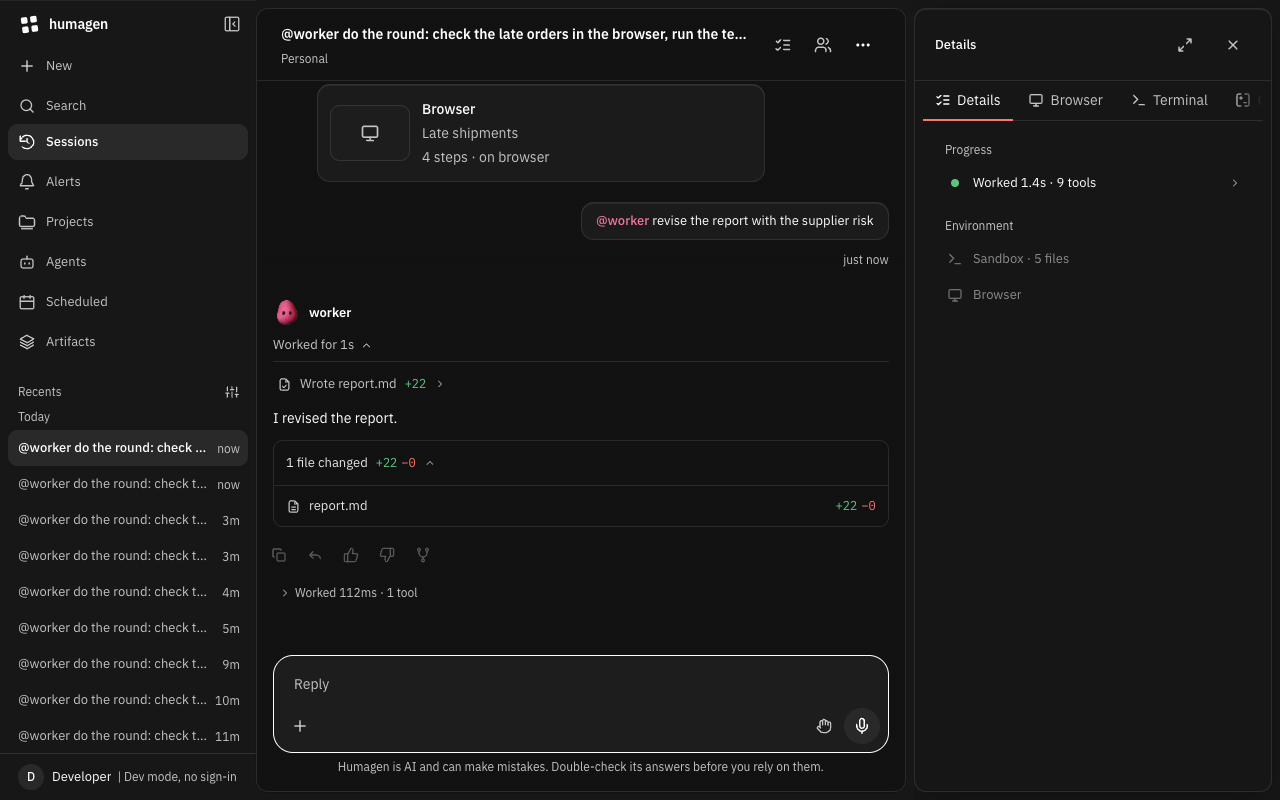 humagen
New
Search
Sessions
Alerts
Projects
Agents
Scheduled
Artifacts
Recents
Today
@worker do the round: check ... now
@worker do the round: check t... now
@worker do the round: check t... 3m
@worker do the round: check t... 3m
@worker do the round: check t... 4m
@worker do the round: check t... 5m
@worker do the round: check t... 9m
@worker do the round: check t... 10m
@worker do the round: check t... 11m
D Developer | Dev mode, no sign-in
@worker do the round: check the late orders in the browser, run the te...
Personal
Browser
Late shipments
4 steps · on browser
@worker revise the report with the supplier risk
just now
worker
Worked for 1s
Wrote report.md +22
I revised the report.
1 file changed +22 −0
report.md +22 −0
Worked 112ms · 1 tool
Reply
Humagen is AI and can make mistakes. Double-check its answers before you rely on them.
Details
Details Browser Terminal
Progress
Worked 1.4s · 9 tools
Environment
Sandbox · 5 files
Browser